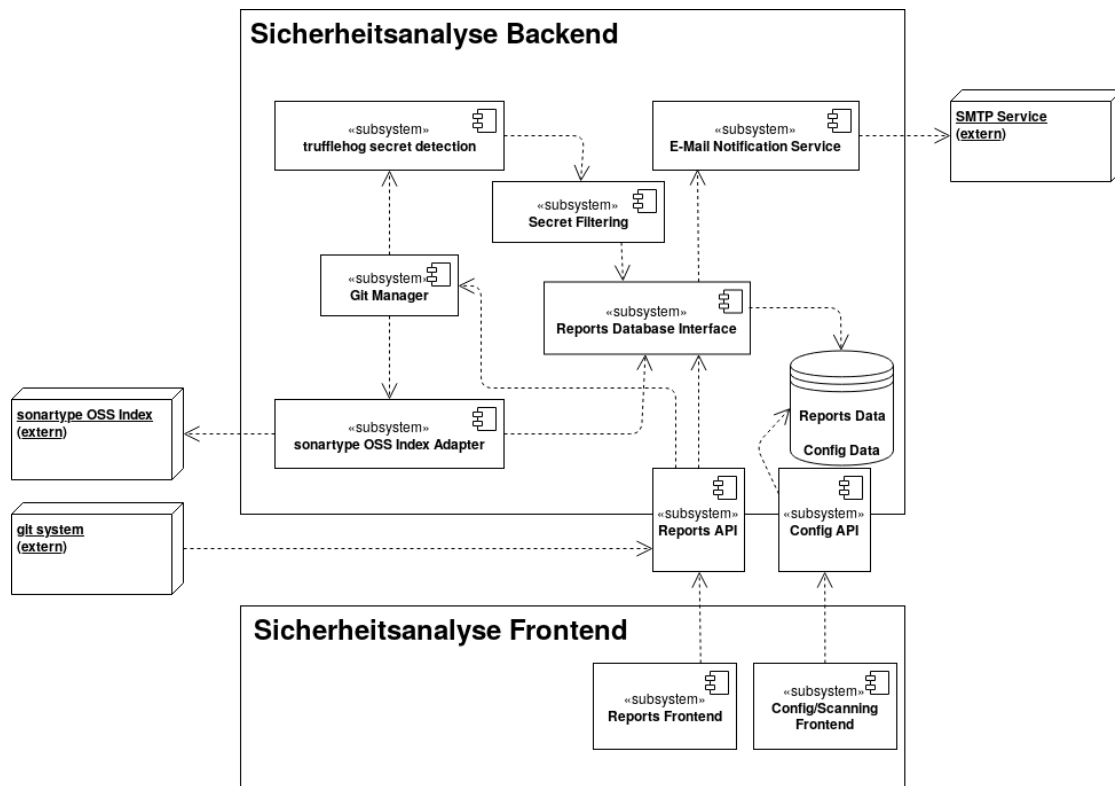 Sicherheitsanalyse Backend
«subsystem»
trufflehog secret detection
«subsystem»
E-Mail Notification Service
SMTP Service
(extern)
«subsystem»
Secret Filtering
«subsystem»
Git Manager
«subsystem»
Reports Database Interface
sonartype OSS Index
(extern)
«subsystem»
sonartype OSS Index Adapter
Reports Data
Config Data
git system
(extern)
«subsystem»
Reports API
«subsystem»
Config API
Sicherheitsanalyse Frontend
«subsystem»
Reports Frontend
«subsystem»
Config/Scanning
Frontend